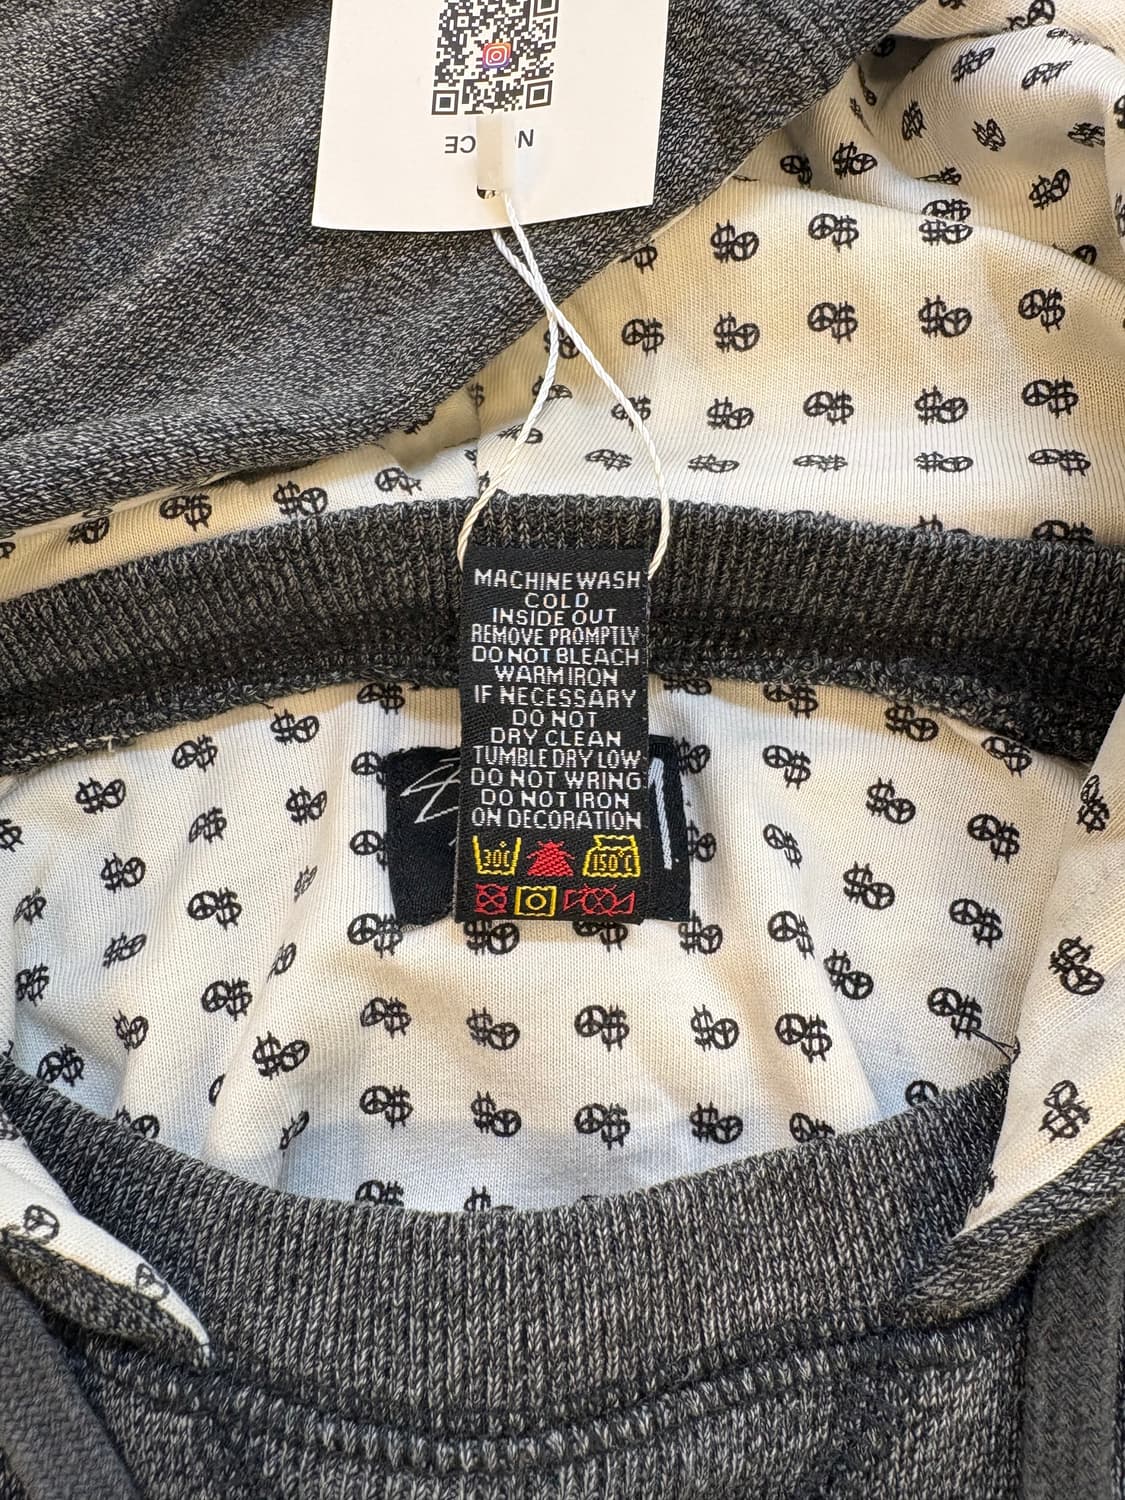 MACHINE WASH
COLD
INSIDE OUT
REMOVE PROMPTLY
DO NOT BLEACH
WARM IRON
IF NECESSARY
DO NOT
DRY CLEAN
TUMBLE DRY LOW
DO NOT WRING
DO NOT IRON
ON DECORATION
30°C 150°C